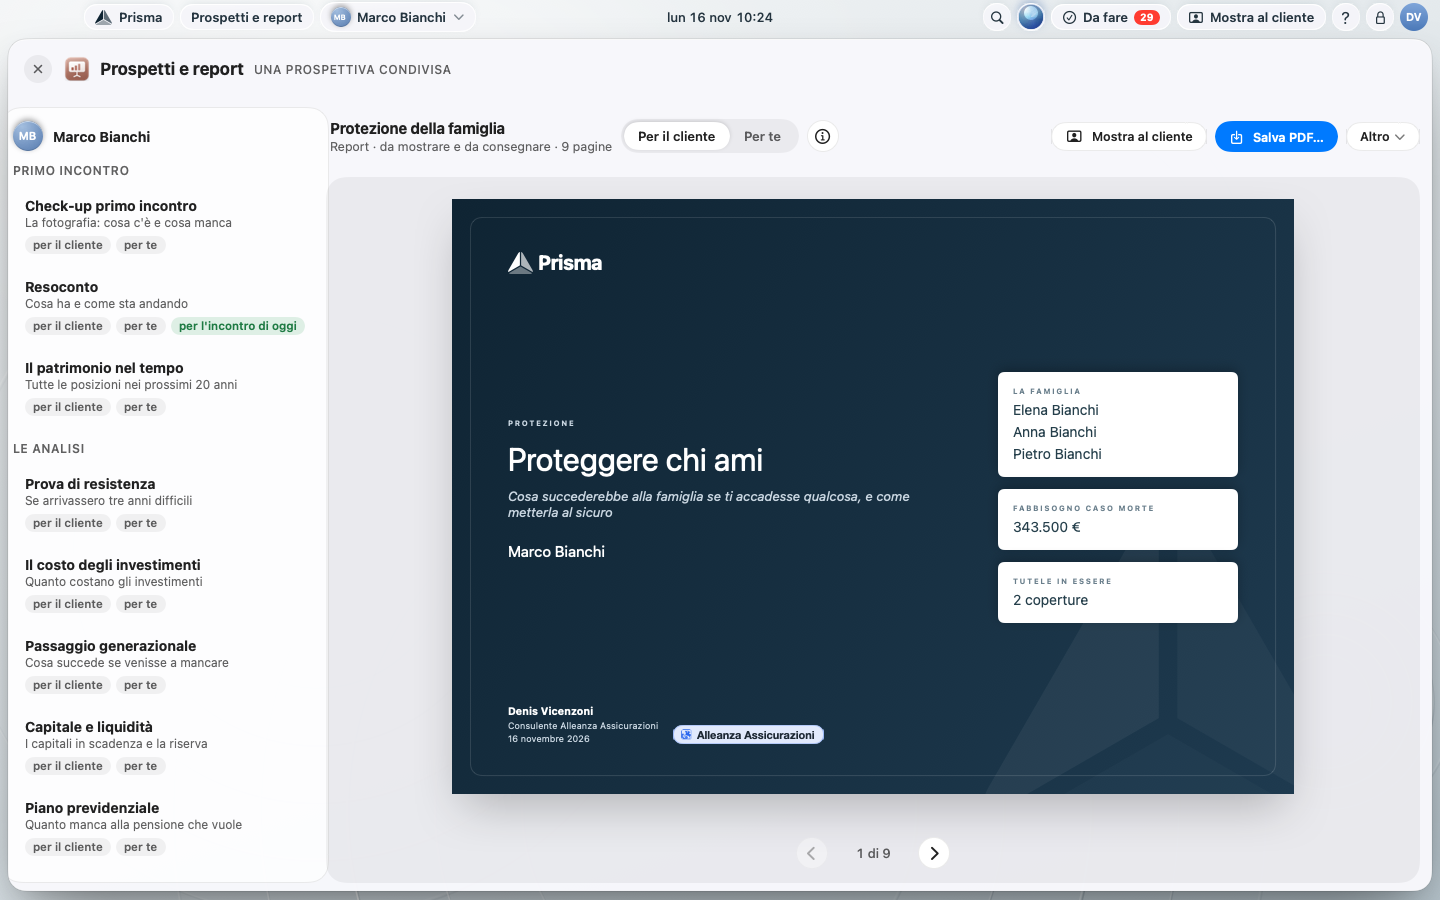 Prisma
Prospetti e report
MB Marco Bianchi
lun 16 nov 10:24
Da fare 29
Mostra al cliente
?
DV
Prospetti e report UNA PROSPETTIVA CONDIVISA
MB Marco Bianchi
PRIMO INCONTRO
Check-up primo incontro
La fotografia: cosa c'è e cosa manca
per il cliente per te
Resoconto
Cosa ha e come sta andando
per il cliente per te per l'incontro di oggi
Il patrimonio nel tempo
Tutte le posizioni nei prossimi 20 anni
per il cliente per te
LE ANALISI
Prova di resistenza
Se arrivassero tre anni difficili
per il cliente per te
Il costo degli investimenti
Quanto costano gli investimenti
per il cliente per te
Passaggio generazionale
Cosa succede se venisse a mancare
per il cliente per te
Capitale e liquidità
I capitali in scadenza e la riserva
per il cliente per te
Piano previdenziale
Quanto manca alla pensione che vuole
per il cliente per te
Protezione della famiglia
Report · da mostrare e da consegnare · 9 pagine
Per il cliente Per te
Mostra al cliente
Salva PDF...
Altro
Prisma
PROTEZIONE
Proteggere chi ami
Cosa succederebbe alla famiglia se ti accadesse qualcosa, e come
metterla al sicuro
Marco Bianchi
LA FAMIGLIA
Elena Bianchi
Anna Bianchi
Pietro Bianchi
FABBISOGNO CASO MORTE
343.500 €
TUTELE IN ESSERE
2 coperture
Denis Vicenzoni
Consulente Alleanza Assicurazioni
16 novembre 2026
Alleanza Assicurazioni
1 di 9